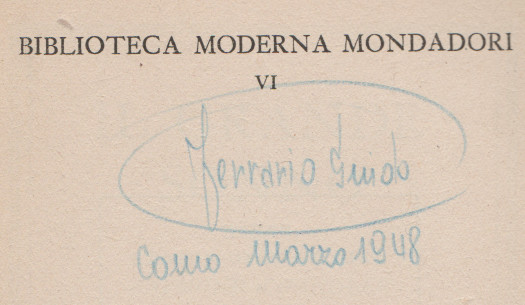 BIBLIOTECA MODERNA MONDADORI
VI
Ferrario Guido
Como Marzo 1948